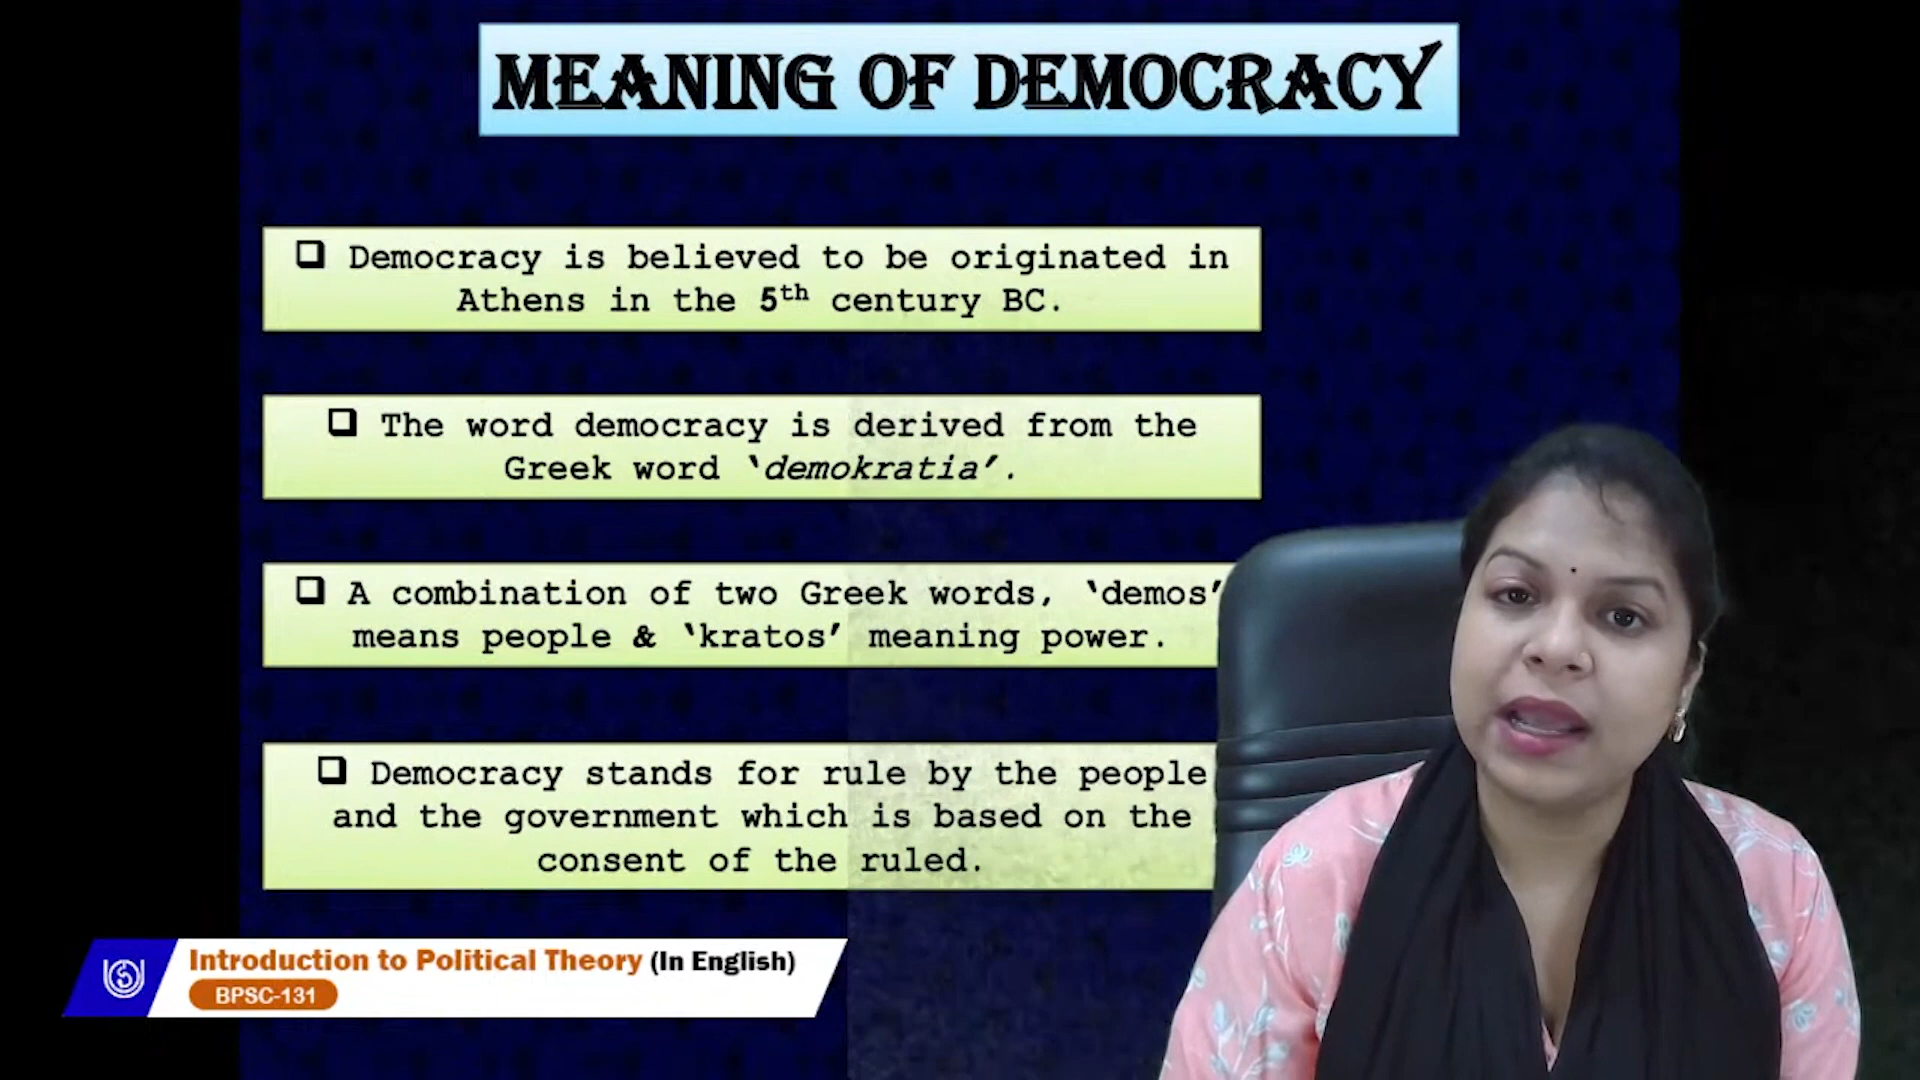 MEANING OF DEMOCRACY
❑ Democracy is believed to be originated in
Athens in the 5th century BC.
❑ The word democracy is derived from the
Greek word ‘demokratia’.
❑ A combination of two Greek words, ‘demos’
means people & ‘kratos’ meaning power.
❑ Democracy stands for rule by the people
and the government which is based on the
consent of the ruled.
Introduction to Political Theory (In English)
BPSC-131